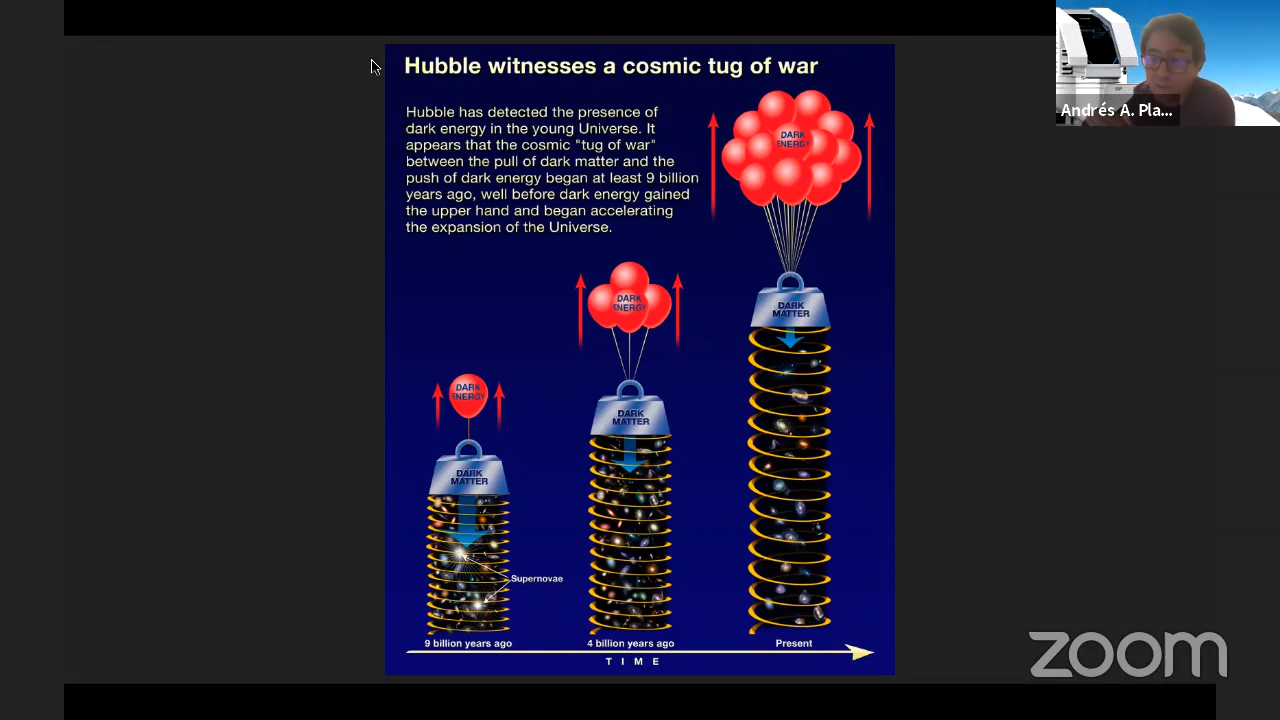 Hubble witnesses a cosmic tug of war
Hubble has detected the presence of
dark energy in the young Universe. It
appears that the cosmic "tug of war"
between the pull of dark matter and the
push of dark energy began at least 9 billion
years ago, well before dark energy gained
the upper hand and began accelerating
the expansion of the Universe.
DARK
ENERGY
DARK
MATTER
DARK
ENERGY
DARK
MATTER
DARK
ENERGY
DARK
MATTER
Supernovae
9 billion years ago
4 billion years ago
Present
TIME
Andrés A. Pla...
zoom